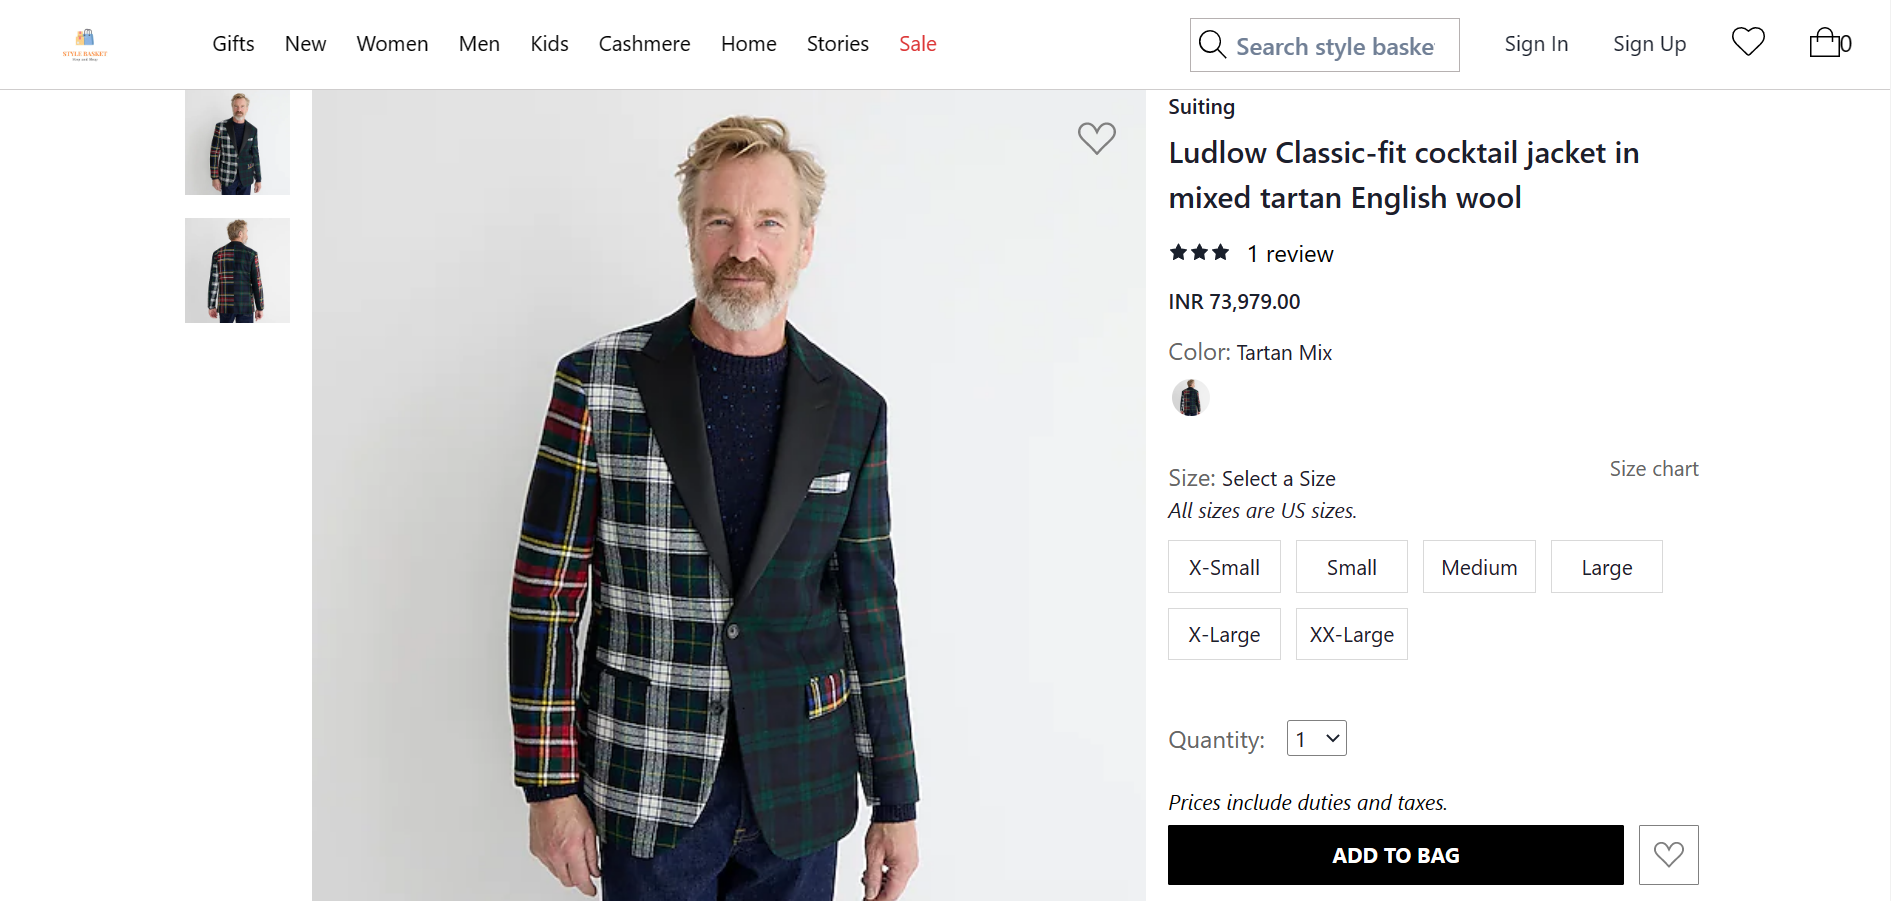 STYLE BASKET
Gifts
New
Women
Men
Kids
Cashmere
Home
Stories
Sale
Search style baske
Sign In
Sign Up
0
Suiting
Ludlow Classic-fit cocktail jacket in
mixed tartan English wool
1 review
INR 73,979.00
Color: Tartan Mix
Size: Select a Size
Size chart
All sizes are US sizes.
X-Small
Small
Medium
Large
X-Large
XX-Large
Quantity: 1
Prices include duties and taxes.
ADD TO BAG